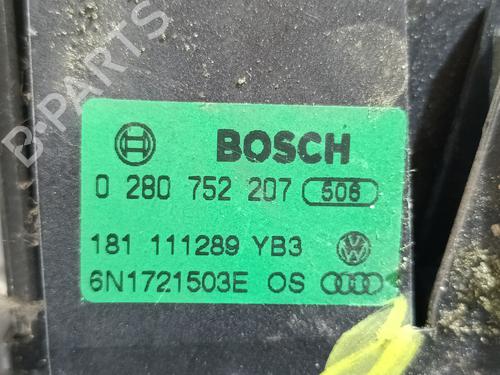 B-PARTS
BOSCH
0 280 752 207 506
181 111289 YB3
6N1721503E OS